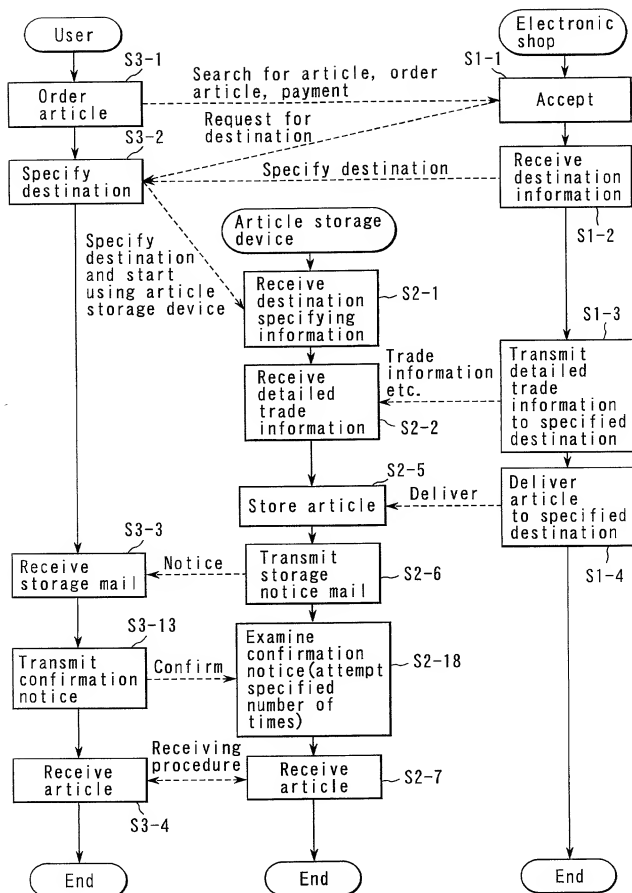 User
Electronic
shop
S3-1
S1-1
Order
article
Search for article, order
article, payment
Accept
S3-2
Request for
destination
Specify
destination
Specify destination
Receive
destination
information
S1-2
Specify
destination
and start
using article
storage device
Article storage
device
Receive
destination
specifying
information
S2-1
S1-3
Receive
detailed
trade
information
S2-2
Trade
information
etc.
Transmit
detailed
trade
information
to specified
destination
S2-5
Store article
Deliver
Deliver
article
to specified
destination
S1-4
S3-3
Receive
storage mail
Notice
Transmit
storage
notice mail
S2-6
S3-13
Transmit
confirmation
notice
Confirm
Examine
confirmation
notice(attempt
specified
number of
times)
S2-18
Receiving
procedure
Receive
article
S3-4
Receive
article
S2-7
End
End
End